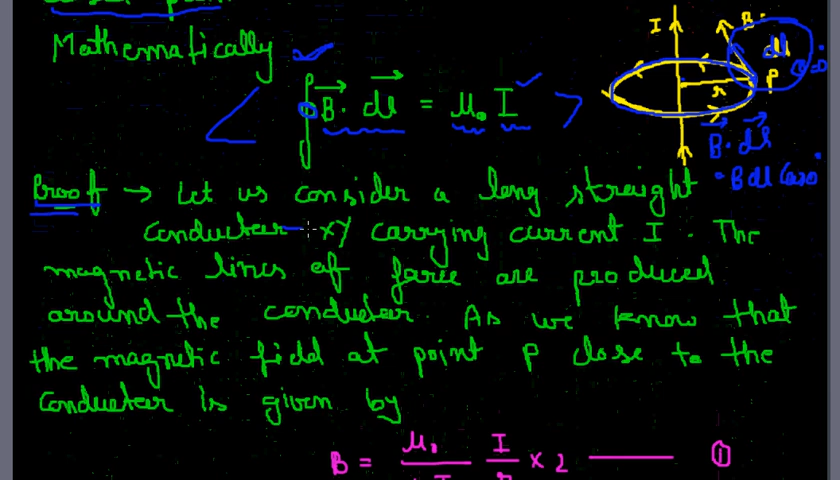 Mathematically
∮ B⃗ · dl⃗ = μ₀ I
I
B
dl
P
r
θ=0
B⃗ · dl⃗
= B dl Cos0°
Proof → Let us consider a long straight
Conductor XY carrying current I. The
magnetic lines of force are produced
around the conductor. As we know that
the magnetic field at point P close to the
Conductor is given by
B = μ₀ I/r × 2 ——— ①